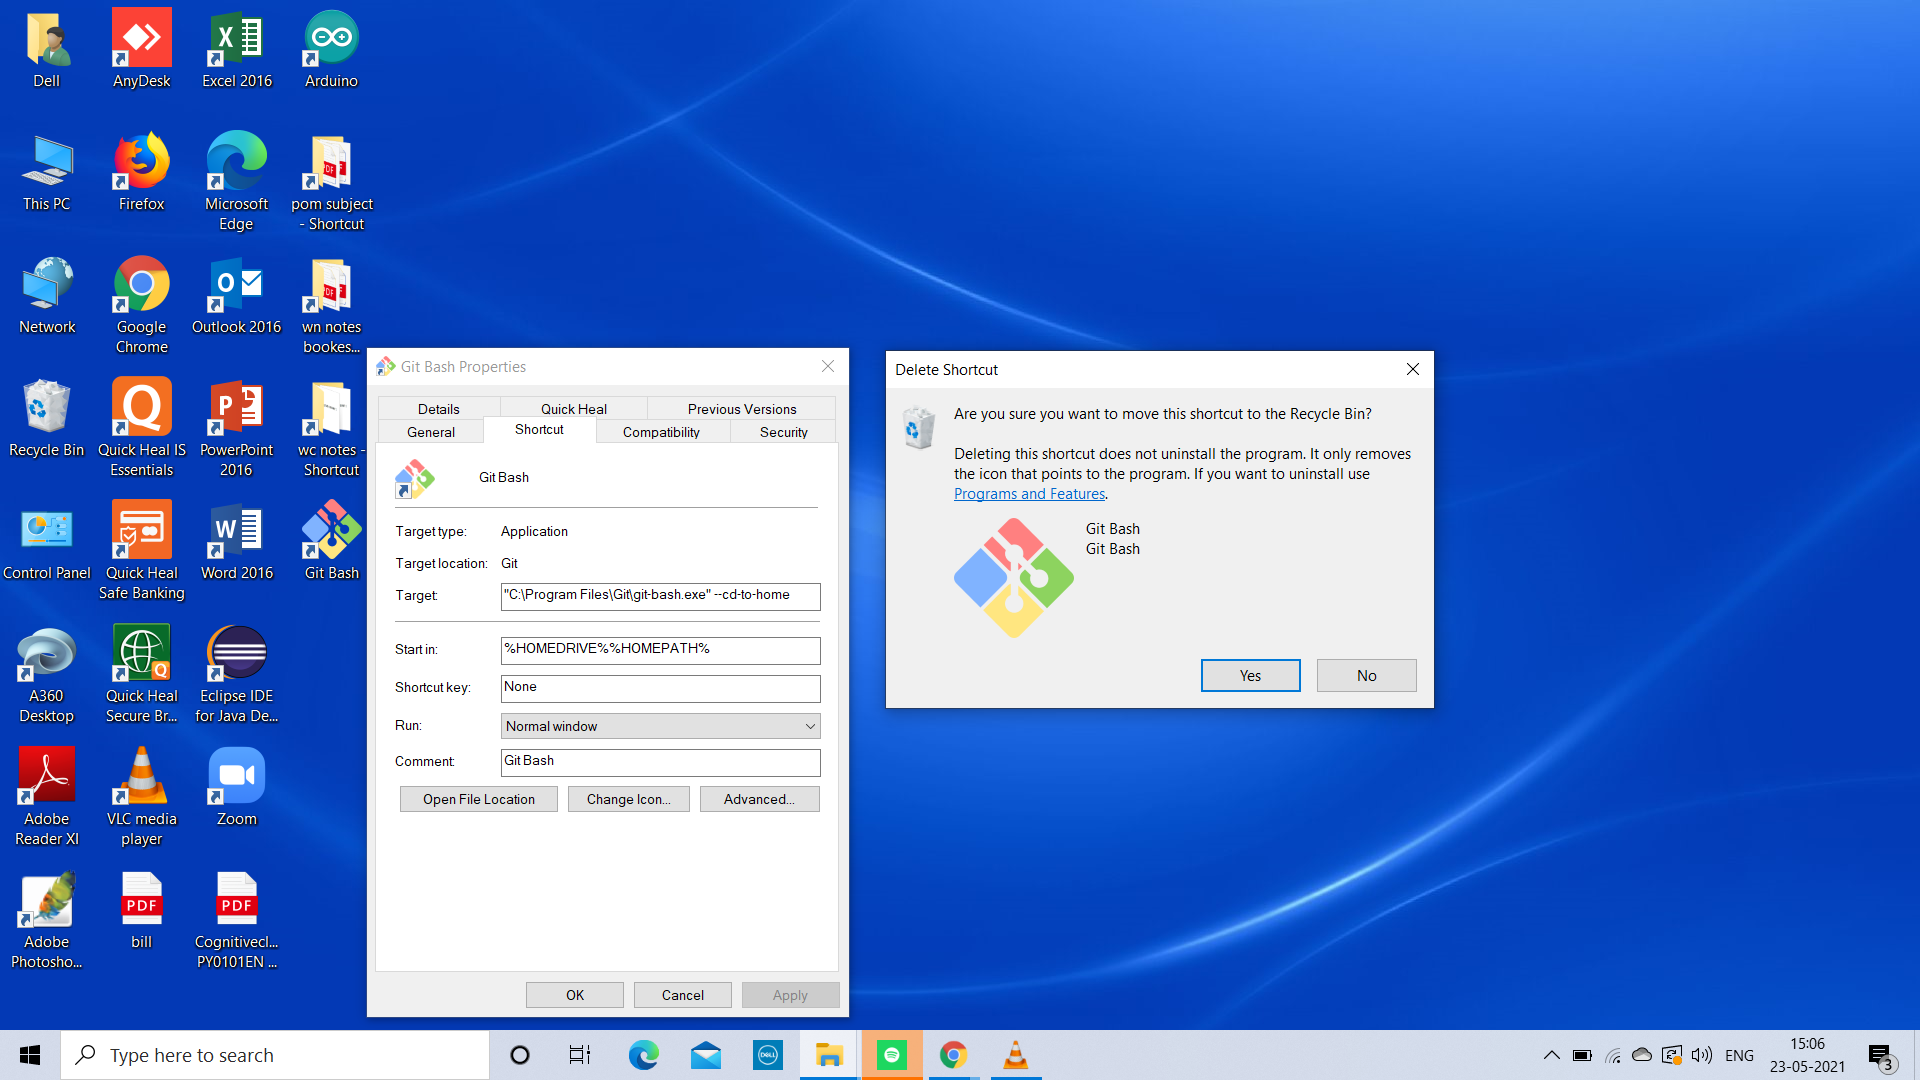 Dell
AnyDesk
Excel 2016
Arduino
This PC
Firefox
Microsoft
Edge
pom subject
- Shortcut
Network
Google
Chrome
Outlook 2016
wn notes
bookes...
Recycle Bin
Quick Heal IS
Essentials
PowerPoint
2016
wc notes -
Shortcut
Control Panel
Quick Heal
Safe Banking
Word 2016
Git Bash
A360
Desktop
Quick Heal
Secure Br...
Eclipse IDE
for Java De...
Adobe
Reader XI
VLC media
player
Zoom
Adobe
Photosho...
PDF
bill
PDF
Cognitivecl...
PY0101EN ...
Git Bash Properties
Details
Quick Heal
Previous Versions
General
Shortcut
Compatibility
Security
Git Bash
Target type: Application
Target location: Git
Target: "C:\Program Files\Git\git-bash.exe" --cd-to-home
Start in: %HOMEDRIVE%%HOMEPATH%
Shortcut key: None
Run: Normal window
Comment: Git Bash
Open File Location
Change Icon...
Advanced...
OK
Cancel
Apply
Delete Shortcut
Are you sure you want to move this shortcut to the Recycle Bin?
Deleting this shortcut does not uninstall the program. It only removes
the icon that points to the program. If you want to uninstall use
Programs and Features.
Git Bash
Git Bash
Yes
No
Type here to search
DELL
ENG
15:06
23-05-2021
3